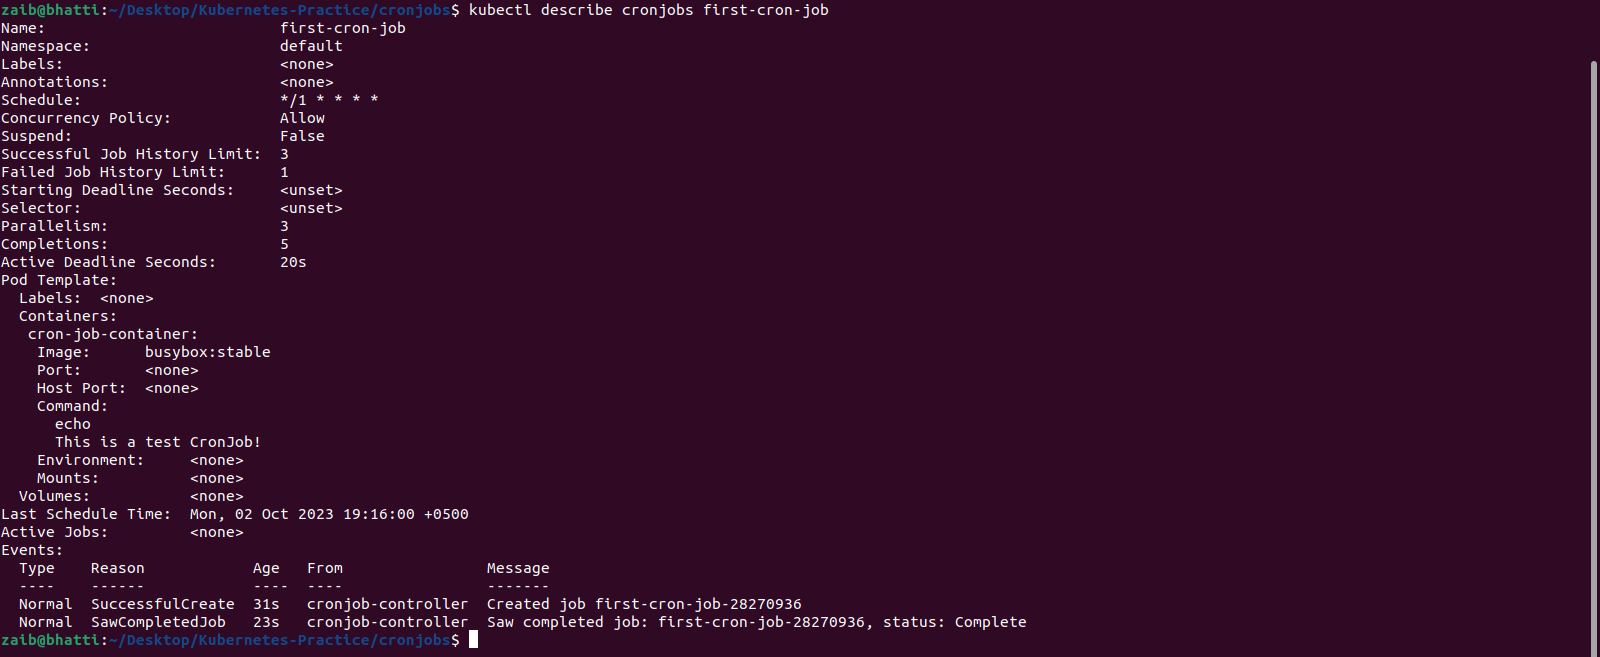 zaib@bhatti:~/Desktop/Kubernetes-Practice/cronjobs$ kubectl describe cronjobs first-cron-job
Name:                          first-cron-job
Namespace:                     default
Labels:                        <none>
Annotations:                   <none>
Schedule:                      */1 * * * *
Concurrency Policy:            Allow
Suspend:                       False
Successful Job History Limit:  3
Failed Job History Limit:      1
Starting Deadline Seconds:     <unset>
Selector:                      <unset>
Parallelism:                   3
Completions:                   5
Active Deadline Seconds:       20s
Pod Template:
  Labels:  <none>
  Containers:
   cron-job-container:
    Image:      busybox:stable
    Port:       <none>
    Host Port:  <none>
    Command:
      echo
      This is a test CronJob!
    Environment:     <none>
    Mounts:          <none>
  Volumes:           <none>
Last Schedule Time:  Mon, 02 Oct 2023 19:16:00 +0500
Active Jobs:         <none>
Events:
  Type    Reason            Age   From                Message
  ----    ------            ----  ----                -------
  Normal  SuccessfulCreate  31s   cronjob-controller  Created job first-cron-job-28270936
  Normal  SawCompletedJob   23s   cronjob-controller  Saw completed job: first-cron-job-28270936, status: Complete
zaib@bhatti:~/Desktop/Kubernetes-Practice/cronjobs$